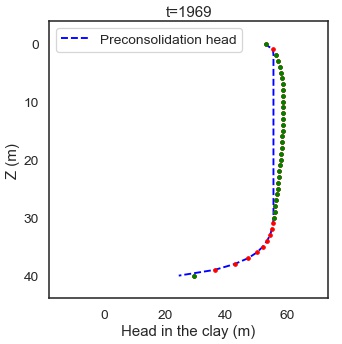 t=1969
Preconsolidation head
Z (m)
0
10
20
30
40
0 20 40 60
Head in the clay (m)